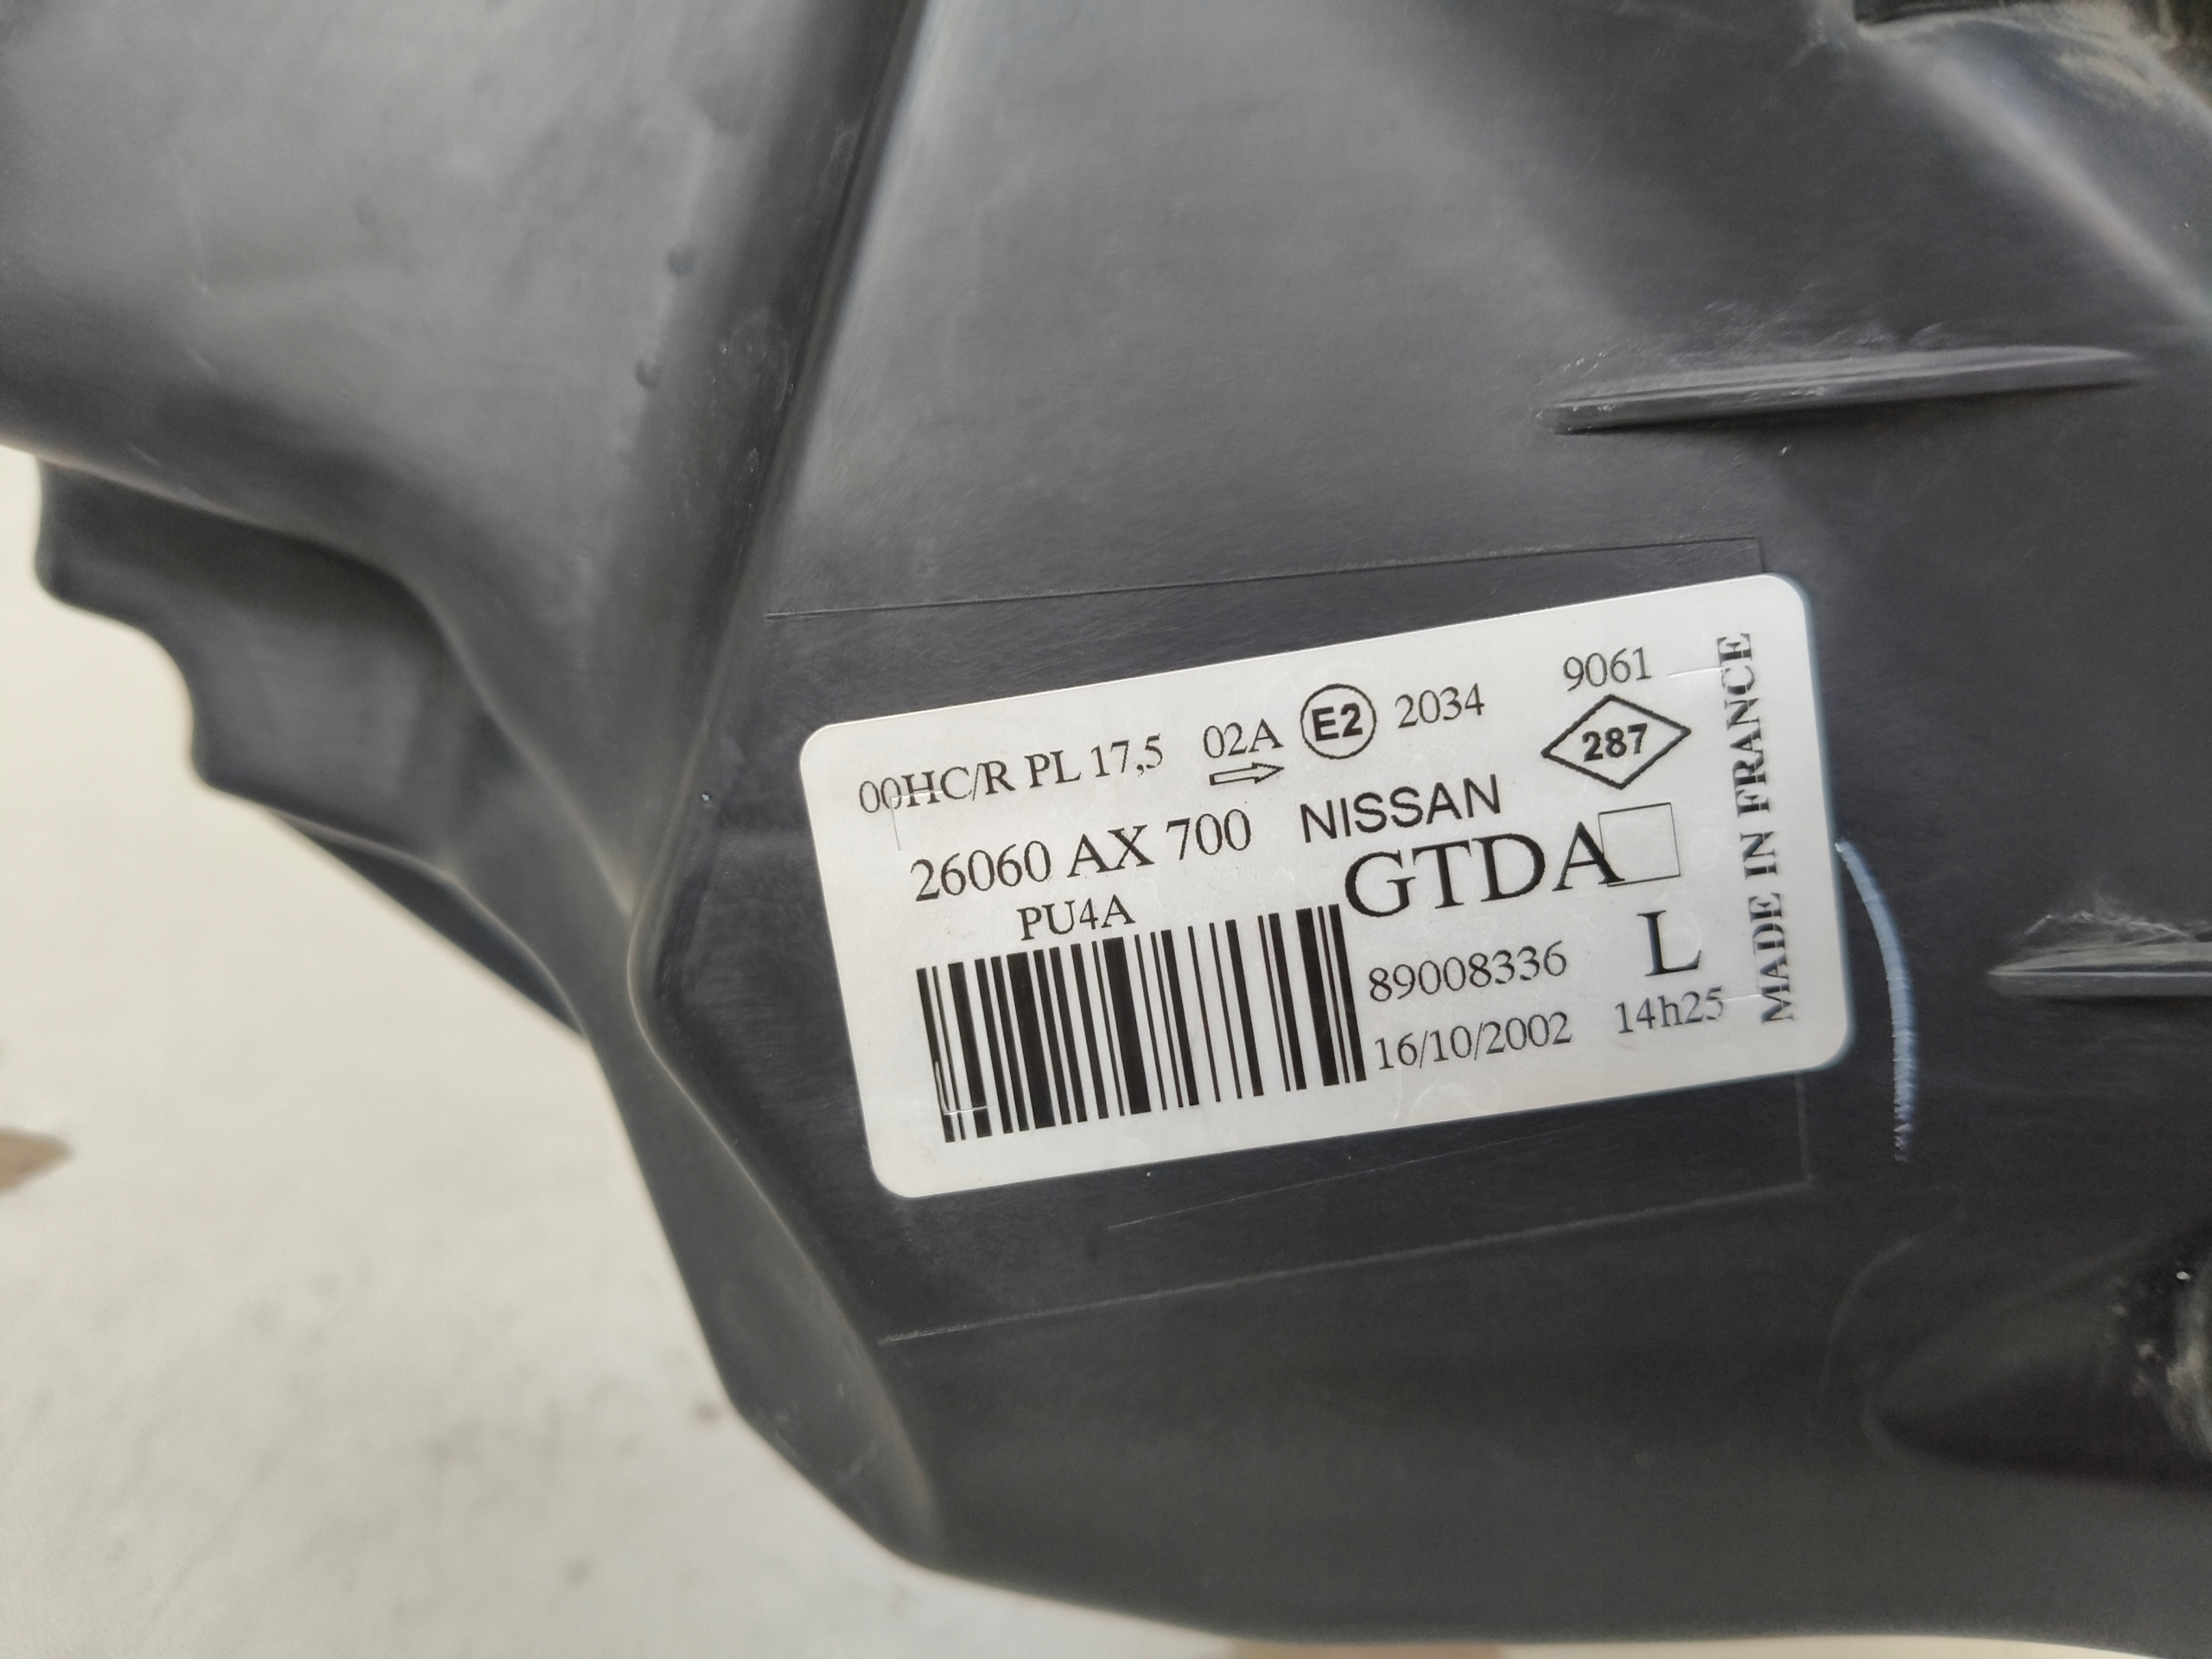 00HC/R PL 17,5 02A E2 2034 9061
287
26060 AX 700 NISSAN
PU4A GTDA
89008336 L
16/10/2002 14h25
MADE IN FRANCE